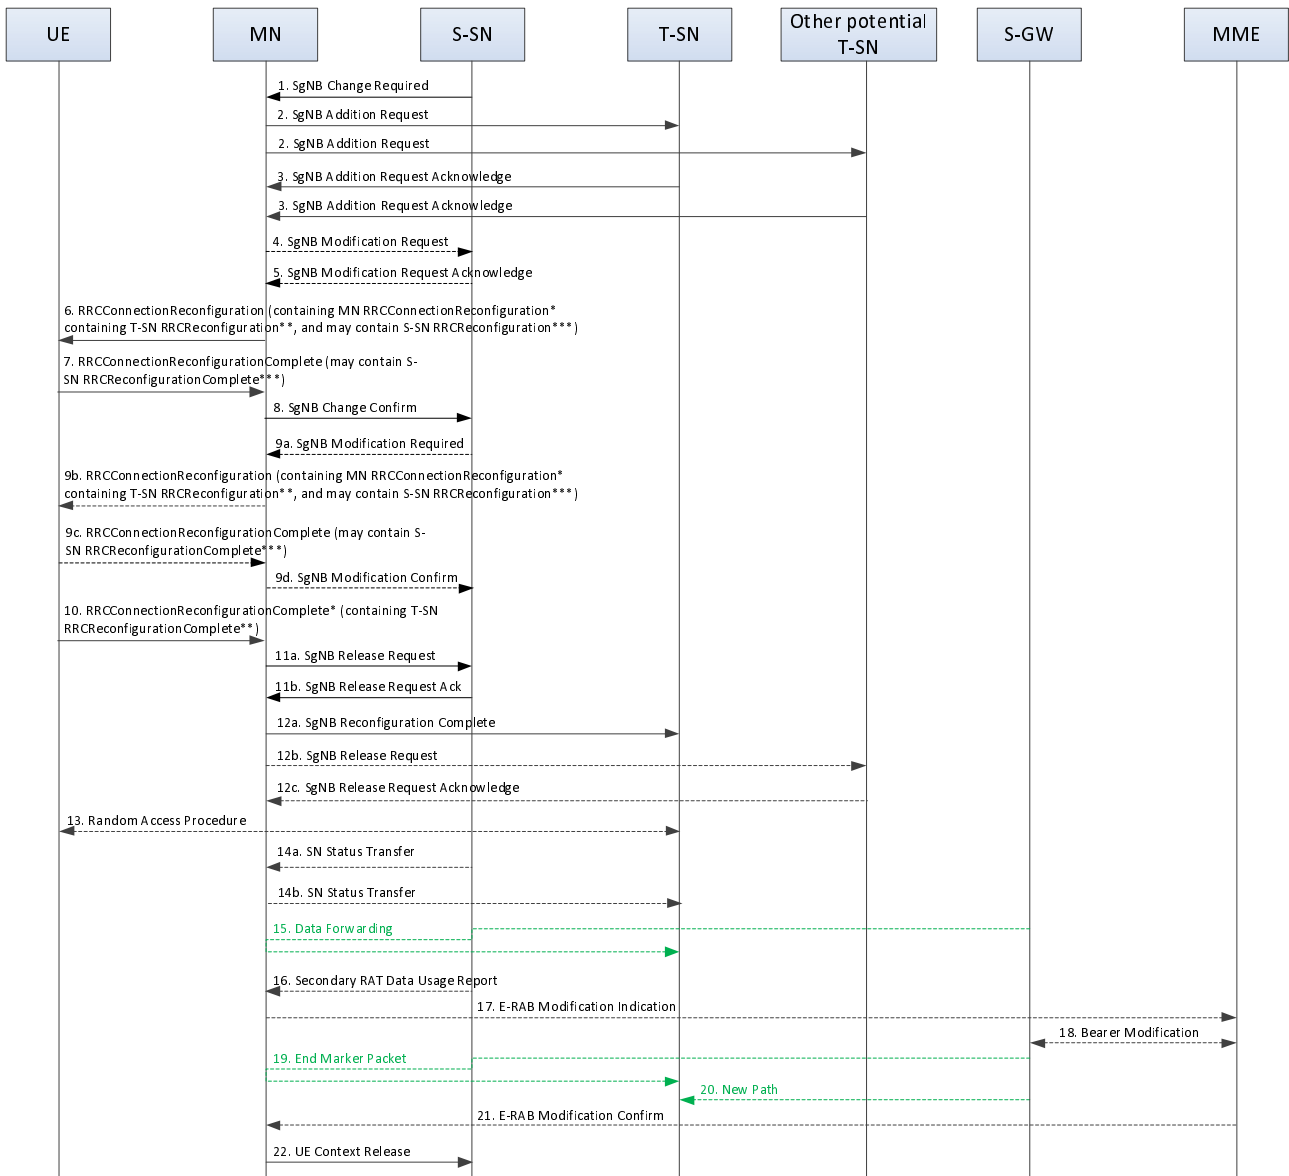 UE
MN
S-SN
T-SN
Other potential
T-SN
S-GW
MME
1. SgNB Change Required
2. SgNB Addition Request
2. SgNB Addition Request
3. SgNB Addition Request Acknowledge
3. SgNB Addition Request Acknowledge
4. SgNB Modification Request
5. SgNB Modification Request Acknowledge
6. RRCConnectionReconfiguration (containing MN RRCConnectionReconfiguration*
containing T-SN RRCReconfiguration**, and may contain S-SN RRCReconfiguration***)
7. RRCConnectionReconfigurationComplete (may contain S-
SN RRCReconfigurationComplete***)
8. SgNB Change Confirm
9a. SgNB Modification Required
9b. RRCConnectionReconfiguration (containing MN RRCConnectionReconfiguration*
containing T-SN RRCReconfiguration**, and may contain S-SN RRCReconfiguration***)
9c. RRCConnectionReconfigurationComplete (may contain S-
SN RRCReconfigurationComplete***)
9d. SgNB Modification Confirm
10. RRCConnectionReconfigurationComplete* (containing T-SN
RRCReconfigurationComplete**)
11a. SgNB Release Request
11b. SgNB Release Request Ack
12a. SgNB Reconfiguration Complete
12b. SgNB Release Request
12c. SgNB Release Request Acknowledge
13. Random Access Procedure
14a. SN Status Transfer
14b. SN Status Transfer
15. Data Forwarding
16. Secondary RAT Data Usage Report
17. E-RAB Modification Indication
18. Bearer Modification
19. End Marker Packet
20. New Path
21. E-RAB Modification Confirm
22. UE Context Release